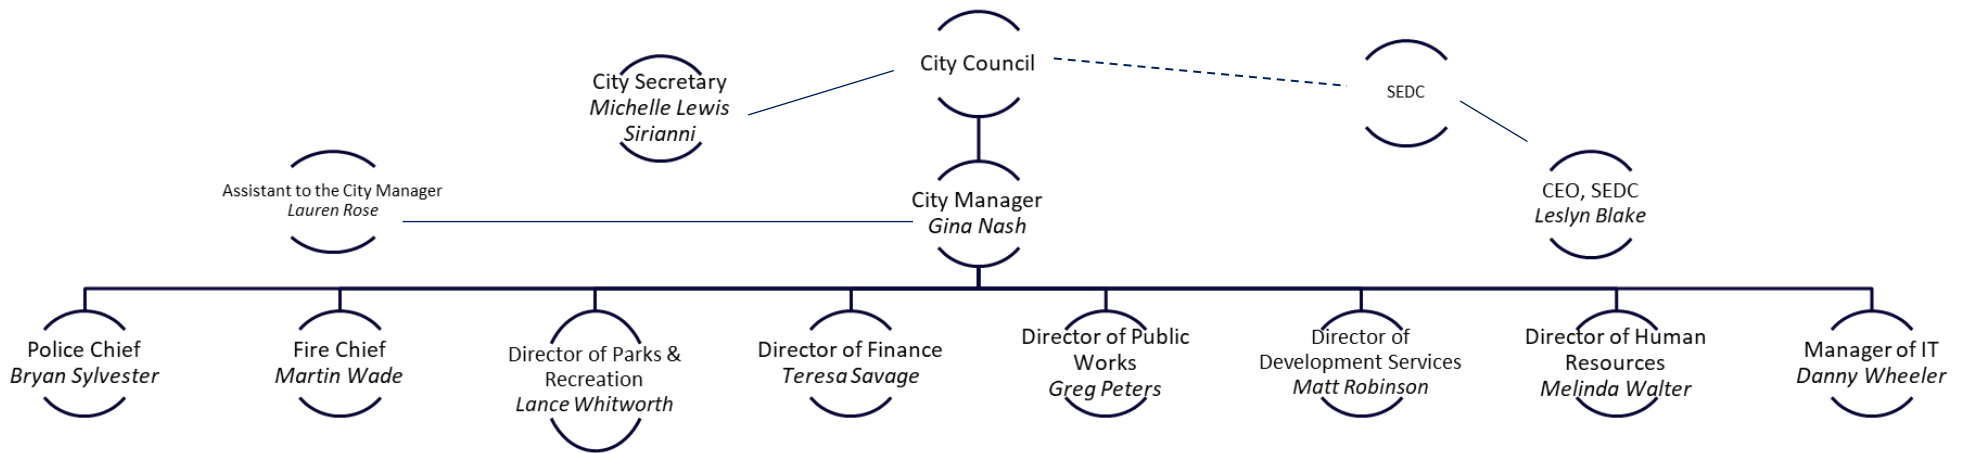 City Council
City Secretary
Michelle Lewis
Sirianni
SEDC
Assistant to the City Manager
Lauren Rose
City Manager
Gina Nash
CEO, SEDC
Leslyn Blake
Police Chief
Bryan Sylvester
Fire Chief
Martin Wade
Director of Parks &
Recreation
Lance Whitworth
Director of Finance
Teresa Savage
Director of Public
Works
Greg Peters
Director of
Development Services
Matt Robinson
Director of Human
Resources
Melinda Walter
Manager of IT
Danny Wheeler